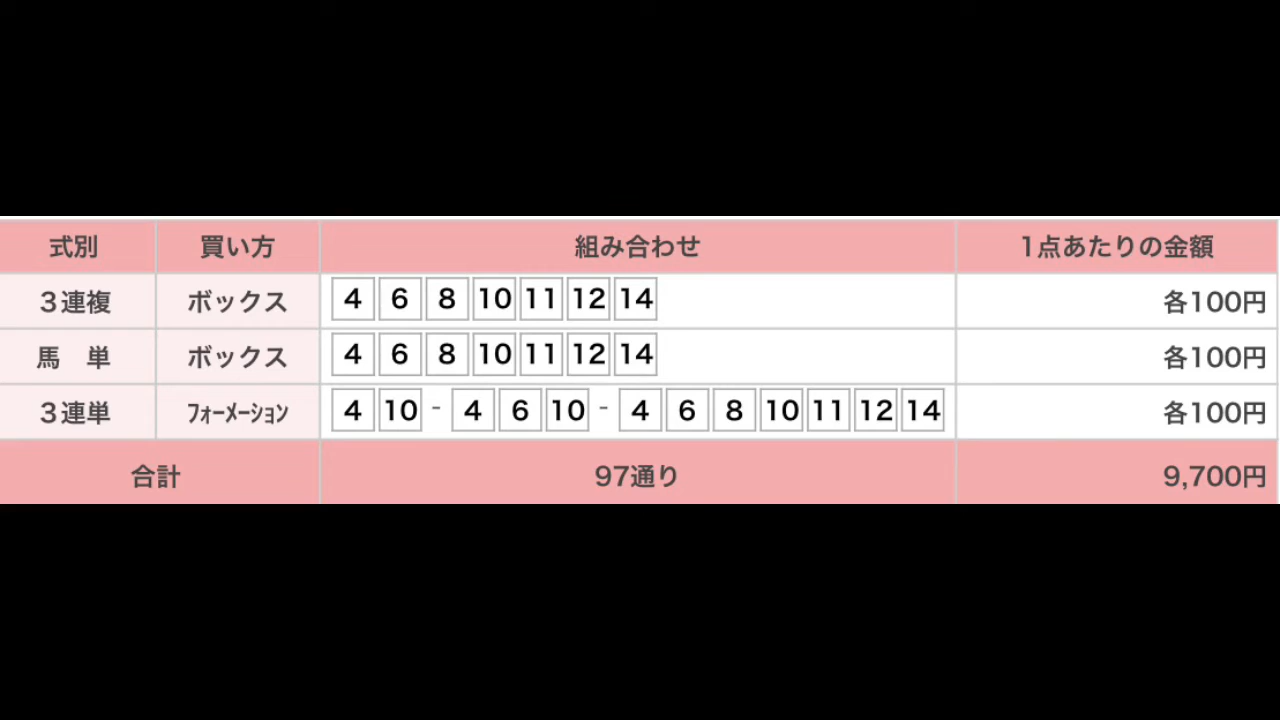 式別 買い方 組み合わせ 1点あたりの金額
３連複 ボックス 4 6 8 10 11 12 14 各100円
馬　単 ボックス 4 6 8 10 11 12 14 各100円
３連単 ﾌｫｰﾒｰｼｮﾝ 4 10 - 4 6 10 - 4 6 8 10 11 12 14 各100円
合計 97通り 9,700円